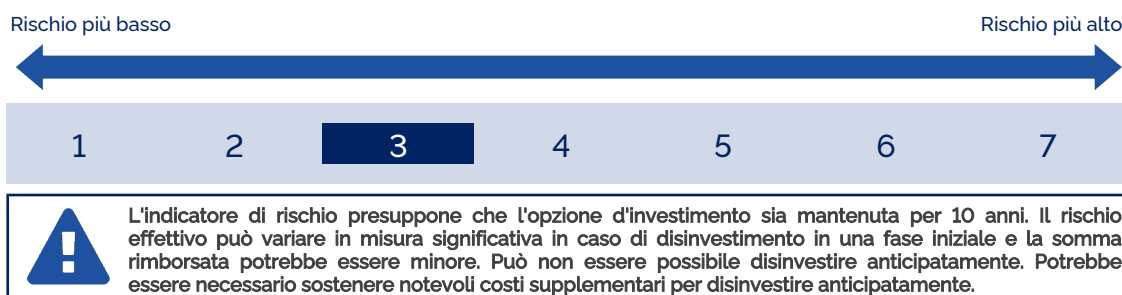 Rischio più basso Rischio più alto
1 2 3 4 5 6 7
L'indicatore di rischio presuppone che l'opzione d'investimento sia mantenuta per 10 anni. Il rischio
effettivo può variare in misura significativa in caso di disinvestimento in una fase iniziale e la somma
rimborsata potrebbe essere minore. Può non essere possibile disinvestire anticipatamente. Potrebbe
essere necessario sostenere notevoli costi supplementari per disinvestire anticipatamente.